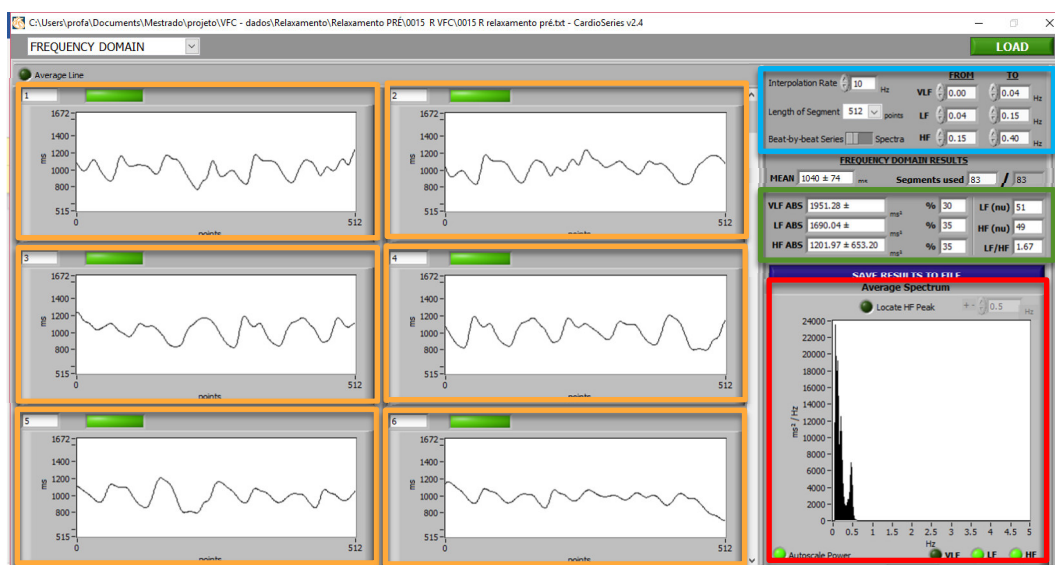 C:\Users\profa\Documents\Mestrado\projeto\VFC - dados\Relaxamento\Relaxamento PRÉ\0015 R VFC\0015 R relaxamento pré.txt - CardioSeries v2.4
FREQUENCY DOMAIN
LOAD
Average Line
1
1672
1400
1200
1000
800
515
ms
0
512
points
2
1672
1400
1200
1000
800
515
ms
0
512
points
3
1672
1400
1200
1000
800
515
ms
0
512
points
4
1672
1400
1200
1000
800
515
ms
0
512
points
5
1672
1400
1200
1000
800
515
ms
0
512
points
6
1672
1400
1200
1000
800
515
ms
0
512
points
FROM TO
Interpolation Rate 10 Hz VLF 0.00 0.04 Hz
Length of Segment 512 points LF 0.04 0.15 Hz
Beat-by-beat Series Spectra HF 0.15 0.40 Hz
FREQUENCY DOMAIN RESULTS
MEAN 1040 ± 74 ms Segments used 83 / 83
VLF ABS 1951.28 ± ms² % 30 LF (nu) 51
LF ABS 1690.04 ± ms² % 35 HF (nu) 49
HF ABS 1201.97 ± 653.20 ms² % 35 LF/HF 1.67
SAVE RESULTS TO FILE
Average Spectrum
Locate HF Peak +- 0.5 Hz
24000
22000
20000
18000
16000
14000
12000
10000
8000
6000
4000
2000
0
ms² / Hz
0 0.5 1 1.5 2 2.5 3 3.5 4 4.5 5
Hz
Autoscale Power VLF LF HF